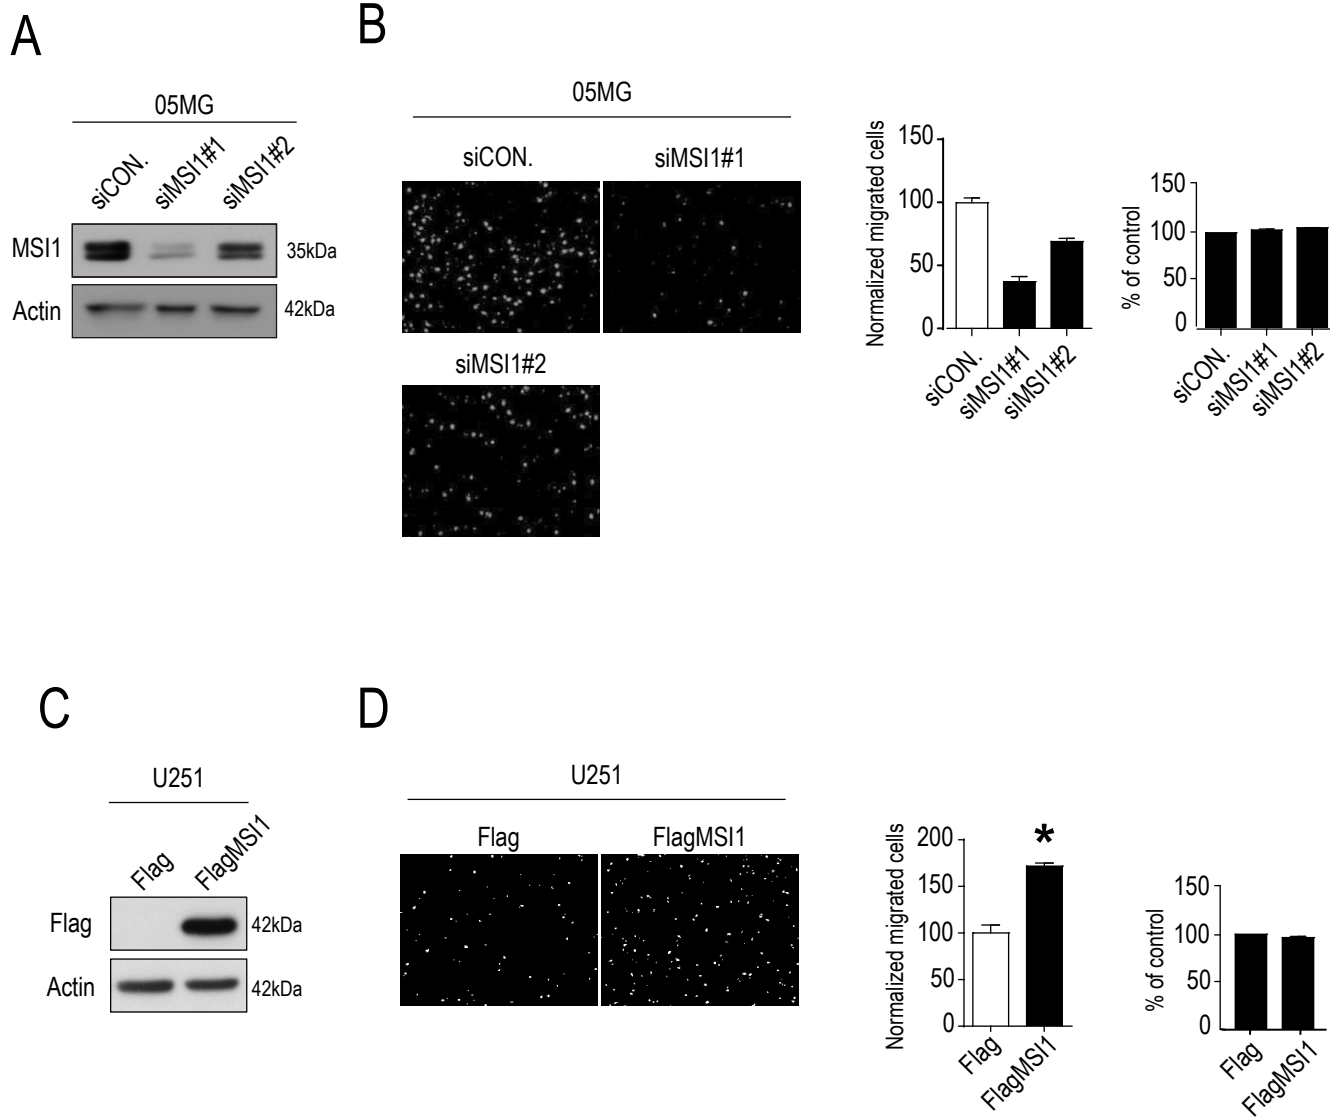 A
05MG
siCON.
siMSI1#1
siMSI1#2
MSI1
35kDa
Actin
42kDa
B
05MG
siCON.
siMSI1#1
siMSI1#2
Normalized migrated cells
150
100
50
0
siCON.
siMSI1#1
siMSI1#2
% of control
150
100
50
0
siCON.
siMSI1#1
siMSI1#2
C
U251
Flag
FlagMSI1
Flag
42kDa
Actin
42kDa
D
U251
Flag
FlagMSI1
Normalized migrated cells
200
150
100
50
0
*
Flag
FlagMSI1
% of control
150
100
50
0
Flag
FlagMSI1